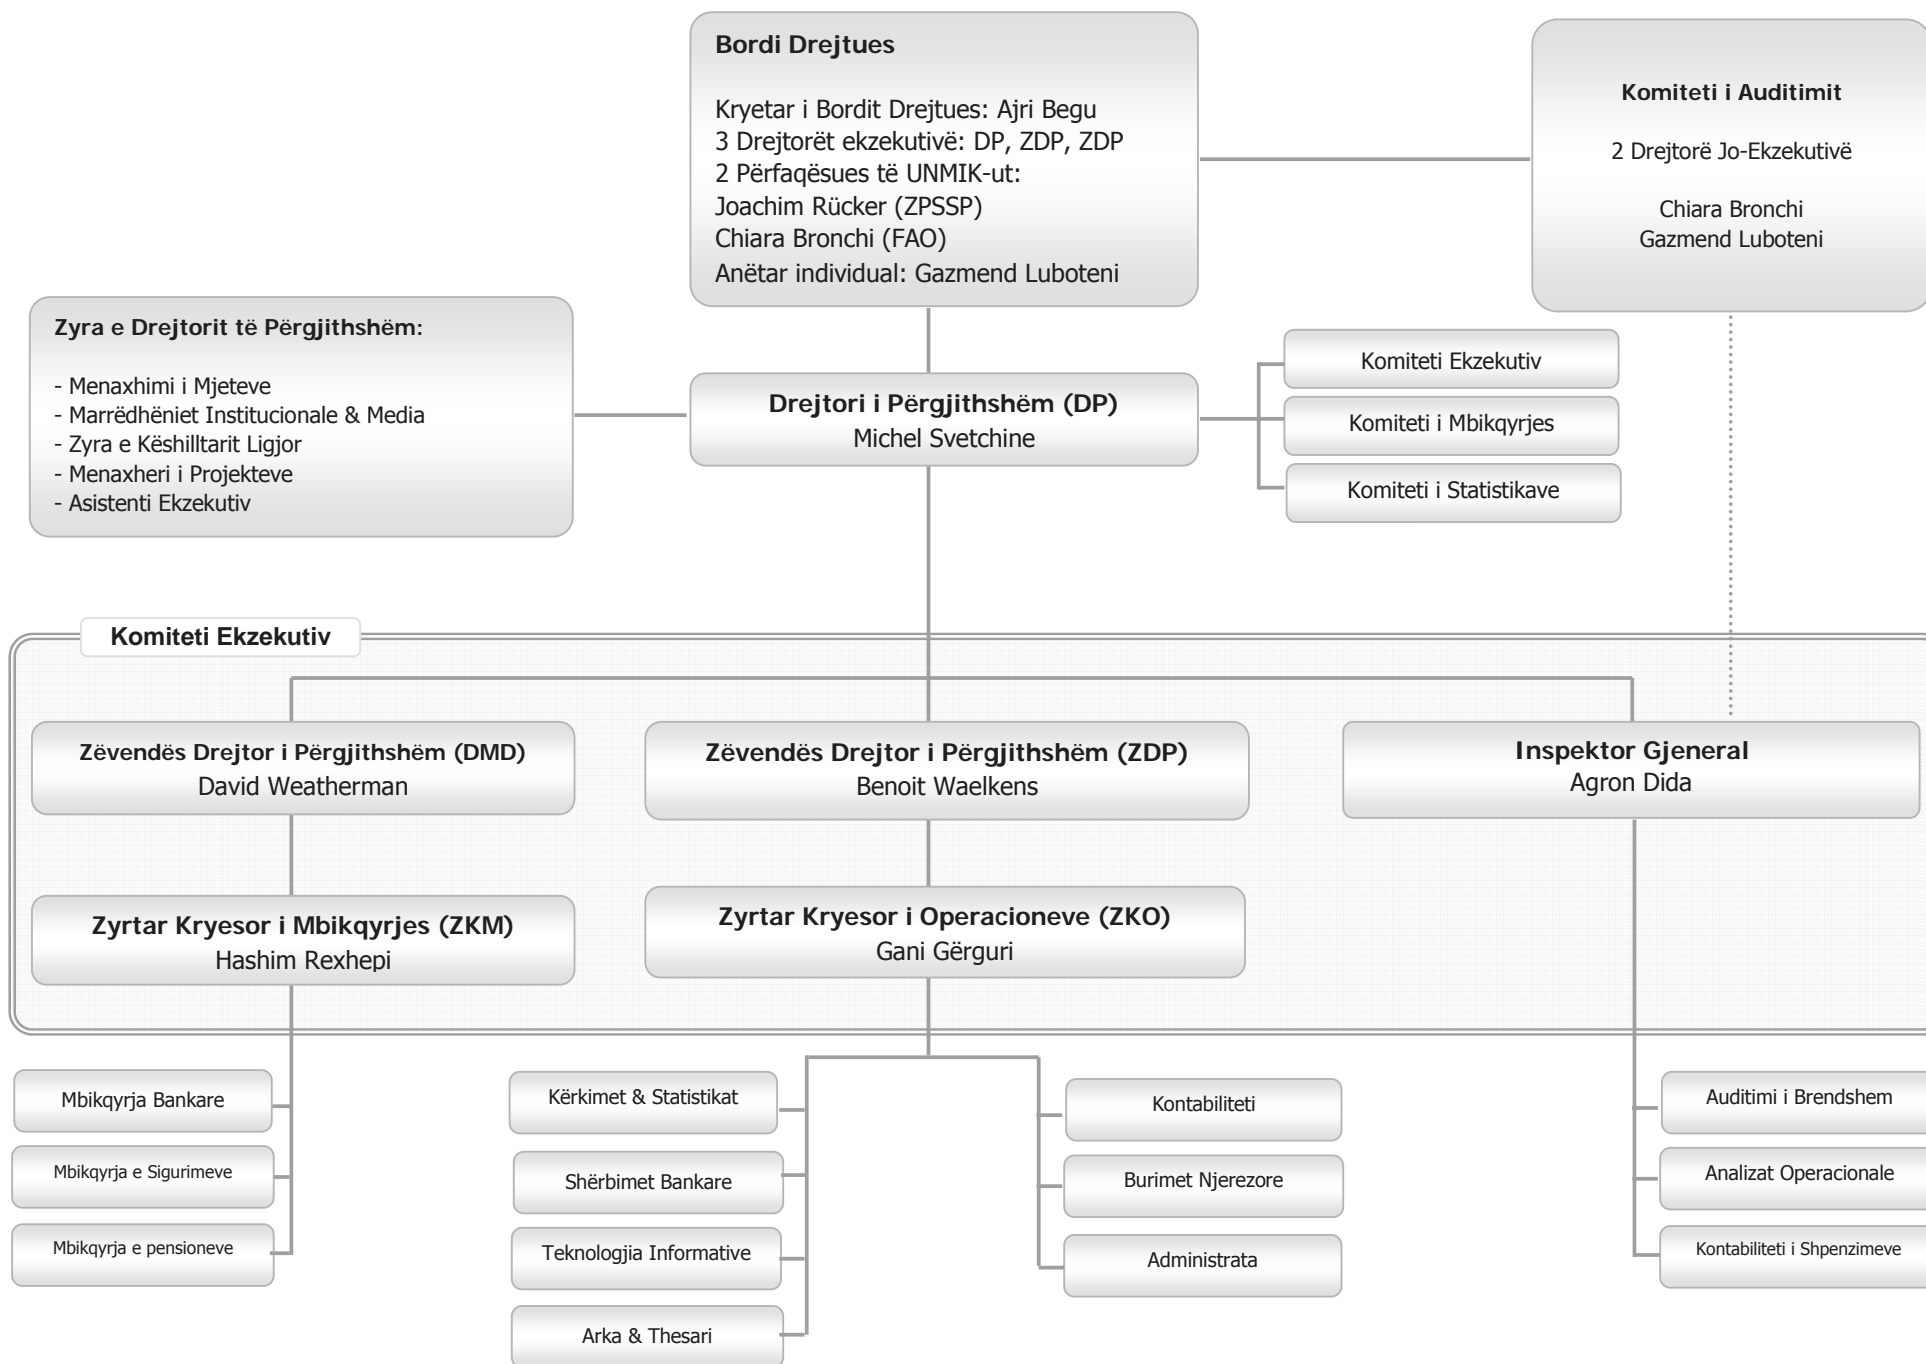 Bordi Drejtues
Kryetar i Bordit Drejtues: Ajri Begu
3 Drejtorët ekzekutivë: DP, ZDP, ZDP
2 Përfaqësues të UNMIK-ut:
Joachim Rücker (ZPSSP)
Chiara Bronchi (FAO)
Anëtar individual: Gazmend Luboteni
Komiteti i Auditimit
2 Drejtorë Jo-Ekzekutivë
Chiara Bronchi
Gazmend Luboteni
Zyra e Drejtorit të Përgjithshëm:
- Menaxhimi i Mjeteve
- Marrëdhëniet Institucionale & Media
- Zyra e Këshilltarit Ligjor
- Menaxheri i Projekteve
- Asistenti Ekzekutiv
Drejtori i Përgjithshëm (DP)
Michel Svetchine
Komiteti Ekzekutiv
Komiteti i Mbikqyrjes
Komiteti i Statistikave
Komiteti Ekzekutiv
Zëvendës Drejtor i Përgjithshëm (DMD)
David Weatherman
Zëvendës Drejtor i Përgjithshëm (ZDP)
Benoit Waelkens
Inspektor Gjeneral
Agron Dida
Zyrtar Kryesor i Mbikqyrjes (ZKM)
Hashim Rexhepi
Zyrtar Kryesor i Operacioneve (ZKO)
Gani Gërguri
Mbikqyrja Bankare
Mbikqyrja e Sigurimeve
Mbikqyrja e pensioneve
Kërkimet & Statistikat
Shërbimet Bankare
Teknologjia Informative
Arka & Thesari
Kontabiliteti
Burimet Njerezore
Administrata
Auditimi i Brendshem
Analizat Operacionale
Kontabiliteti i Shpenzimeve